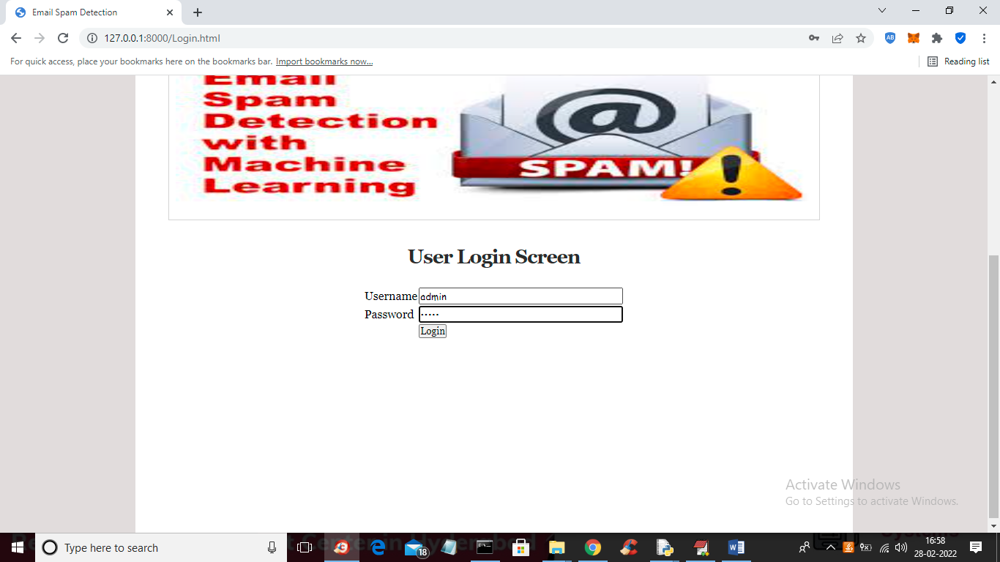 Email Spam Detection
127.0.0.1:8000/Login.html
AB
For quick access, place your bookmarks here on the bookmarks bar. Import bookmarks now...
Reading list
Email
Spam
Detection
with
Machine
Learning
@
SPAM!
User Login Screen
Username admin
Password •••••
Login
Activate Windows
Go to Settings to activate Windows.
Type here to search
18
16:58
28-02-2022